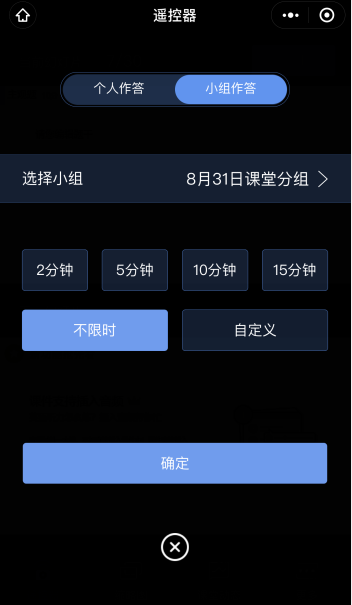 遥控器
个人作答 小组作答
选择小组 8月31日课堂分组
2分钟 5分钟 10分钟 15分钟
不限时 自定义
确定